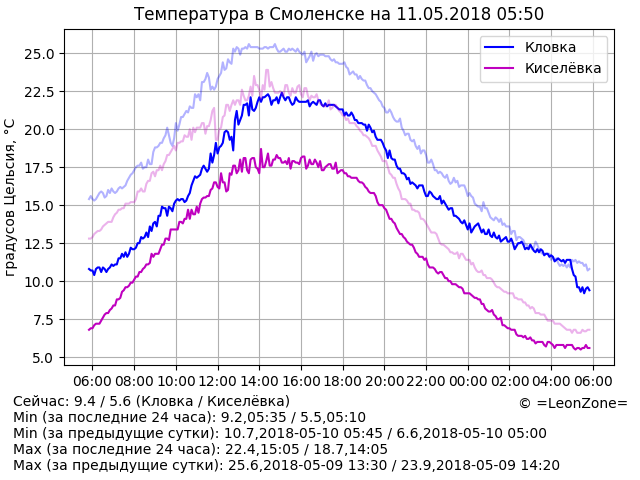 Температура в Смоленске на 11.05.2018 05:50
Кловка
Киселёвка
градусов Цельсия, °C
25.0
22.5
20.0
17.5
15.0
12.5
10.0
7.5
5.0
06:00 08:00 10:00 12:00 14:00 16:00 18:00 20:00 22:00 00:00 02:00 04:00 06:00
Сейчас: 9.4 / 5.6 (Кловка / Киселёвка)
© =LeonZone=
Min (за последние 24 часа): 9.2,05:35 / 5.5,05:10
Min (за предыдущие сутки): 10.7,2018-05-10 05:45 / 6.6,2018-05-10 05:00
Max (за последние 24 часа): 22.4,15:05 / 18.7,14:05
Max (за предыдущие сутки): 25.6,2018-05-09 13:30 / 23.9,2018-05-09 14:20